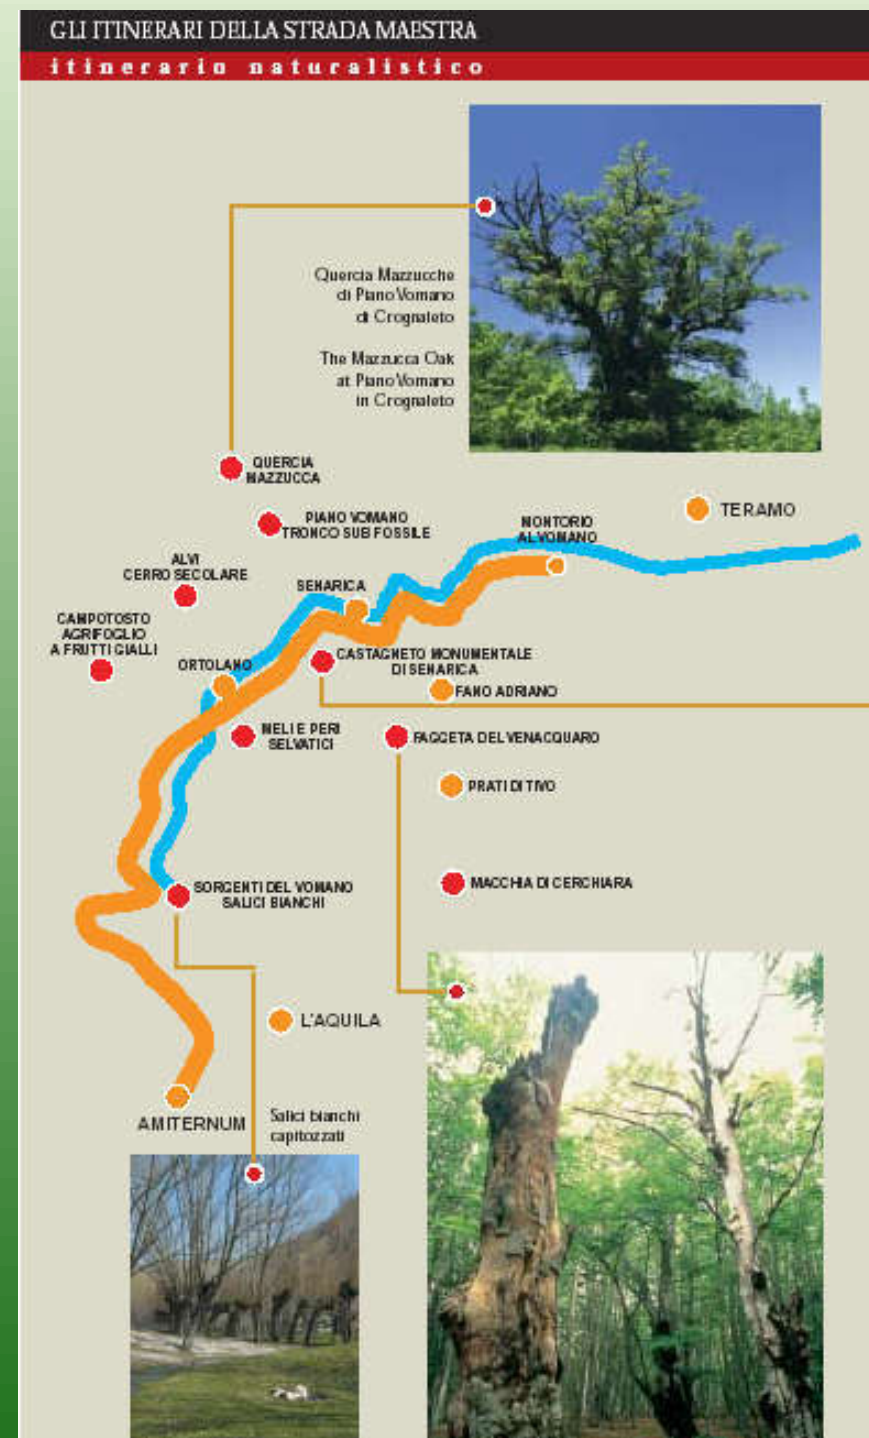 GLI ITINERARI DELLA STRADA MAESTRA
itinerario naturalistico
Quercia Mazzucche
di Piano Vomano
di Crognaleto
The Mazzucca Oak
at Piano Vomano
in Crognaleto
QUERCIA
MAZZUCCA
TERAMO
PIANO VOMANO
TRONCO SUB FOSSILE
MONTORIO
AL VOMANO
ALVI
CERRO SECOLARE
SENARICA
CAMPOTOSTO
AGRIFOGLIO
A FRUTTI GIALLI
ORTOLANO
CASTAGNETO MONUMENTALE
DI SENARICA
FANO ADRIANO
MELI E PERI
SELVATICI
FAGGETA DEL VENACQUARO
PRATI DI TIVO
SORGENTI DEL VOMANO
SALICI BIANCHI
MACCHIA DI CERCHIARA
L'AQUILA
AMITERNUM
Salici bianchi
capitozzati